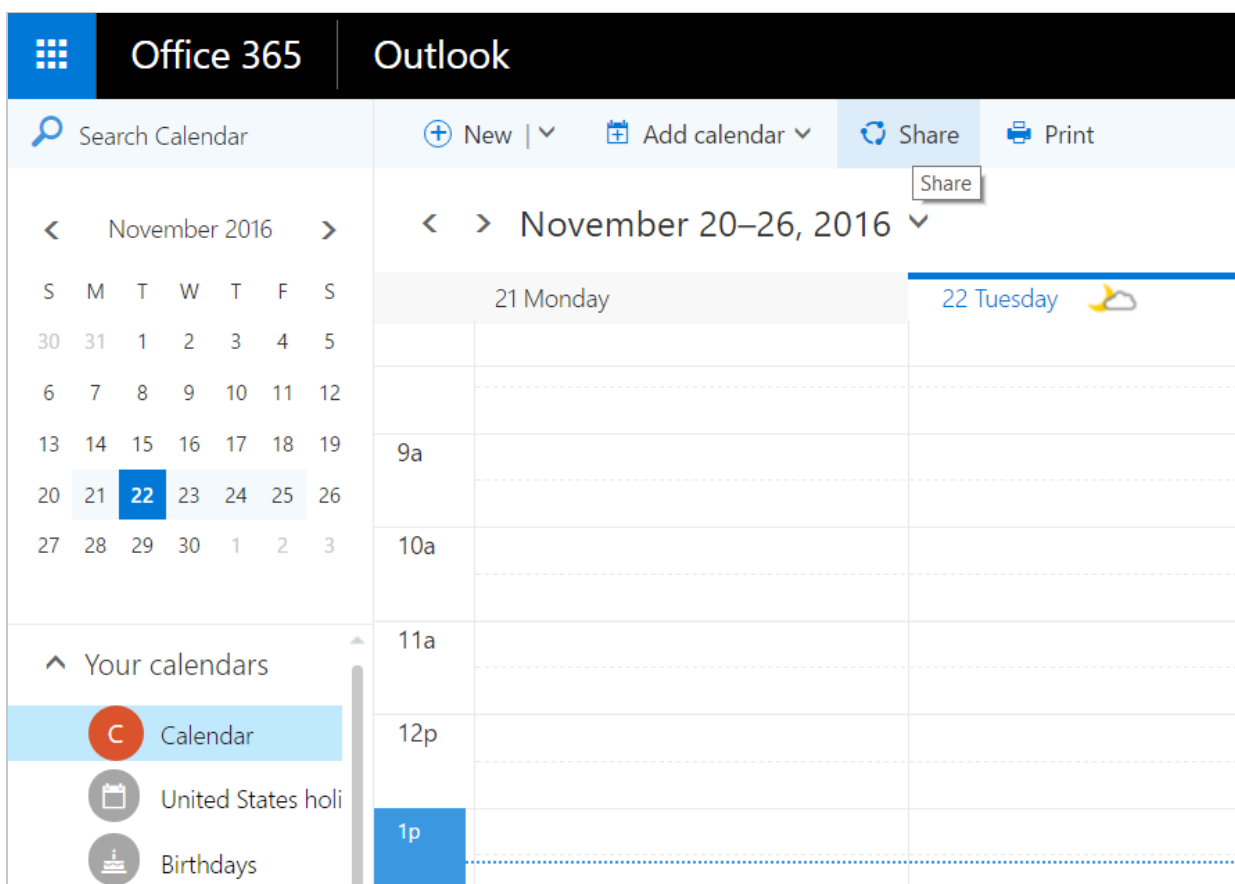 Office 365 Outlook
Search Calendar
New | Add calendar Share Print
Share
November 2016
S M T W T F S
30 31 1 2 3 4 5
6 7 8 9 10 11 12
13 14 15 16 17 18 19
20 21 22 23 24 25 26
27 28 29 30 1 2 3
Your calendars
C Calendar
United States holi
Birthdays
November 20–26, 2016
21 Monday 22 Tuesday
9a
10a
11a
12p
1p